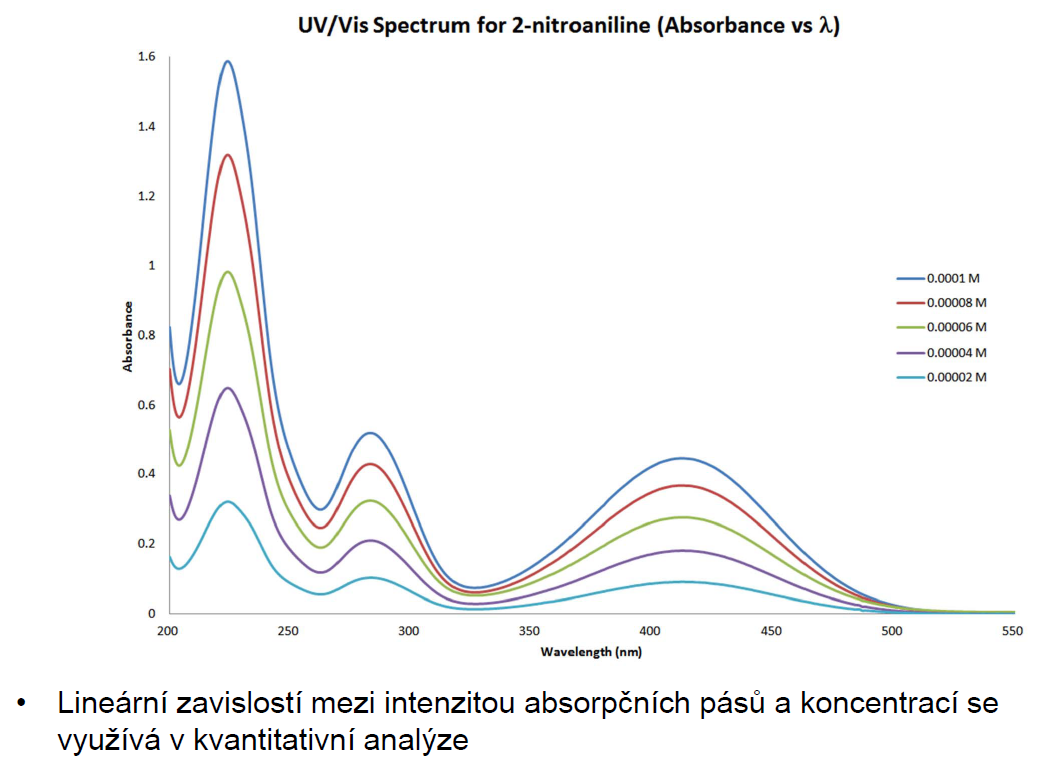 UV/Vis Spectrum for 2-nitroaniline (Absorbance vs λ)
1.6
1.4
1.2
1
0.8
0.6
0.4
0.2
0
Absorbance
0.0001 M
0.00008 M
0.00006 M
0.00004 M
0.00002 M
200 250 300 350 400 450 500 550
Wavelength (nm)
• Lineární zavislostí mezi intenzitou absorpčních pásů a koncentrací se
využívá v kvantitativní analýze